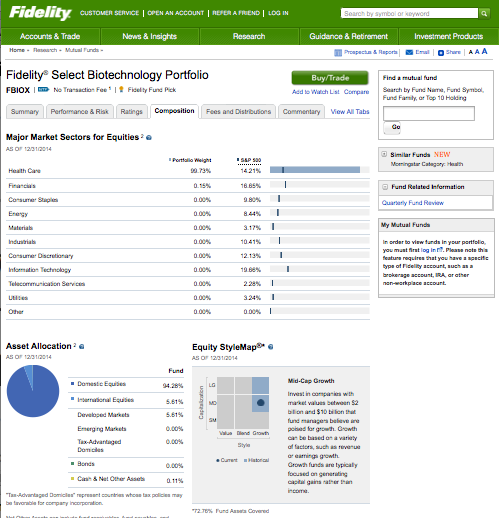 Fidelity CUSTOMER SERVICE | OPEN AN ACCOUNT | REFER A FRIEND | LOG IN
Search by symbol or keyword
Accounts & Trade News & Insights Research Guidance & Retirement Investment Products
Home » Research » Mutual Funds »
Prospectus & Reports Email Share A A A
Fidelity® Select Biotechnology Portfolio
FBIOX No Transaction Fee 1 Fidelity Fund Pick
Buy/Trade
Add to Watch List Compare
Summary Performance & Risk Ratings Composition Fees and Distributions Commentary View All Tabs
Major Market Sectors for Equities 2
AS OF 12/31/2014
Portfolio Weight S&P 500
Health Care 99.73% 14.21%
Financials 0.15% 16.65%
Consumer Staples 0.00% 9.80%
Energy 0.00% 8.44%
Materials 0.00% 3.17%
Industrials 0.00% 10.41%
Consumer Discretionary 0.00% 12.13%
Information Technology 0.00% 19.66%
Telecommunication Services 0.00% 2.28%
Utilities 0.00% 3.24%
Other 0.00% 0.00%
Find a mutual fund
Search by Fund Name, Fund Symbol,
Fund Family, or Top 10 Holding
Go
Similar Funds NEW
Morningstar Category: Health
Fund Related Information
Quarterly Fund Review
My Mutual Funds
In order to view funds in your portfolio,
you must first log in. Please note this
feature requires that you have a specific
type of Fidelity account, such as a
brokerage account, IRA, or other
non-workplace account.
Asset Allocation 2
AS OF 12/31/2014
Fund
Domestic Equities 94.28%
International Equities 5.61%
Developed Markets 5.61%
Emerging Markets 0.00%
Tax-Advantaged
Domiciles 0.00%
Bonds 0.00%
Cash & Net Other Assets 0.11%
"Tax-Advantaged Domiciles" represent countries whose tax policies may
be favorable for company incorporation.
Equity StyleMap®*
AS OF 12/31/2014
Capitalization
LG
MD
SM
Value Blend Growth
Style
Current Historical
Mid-Cap Growth
Invest in companies with
market values between $2
billion and $10 billion that
fund managers believe are
poised for growth. Growth
can be based on a variety
of factors, such as
revenue or earnings growth.
Growth funds are typically
focused on generating
capital gains rather than
income.
*72.76% Fund Assets Covered